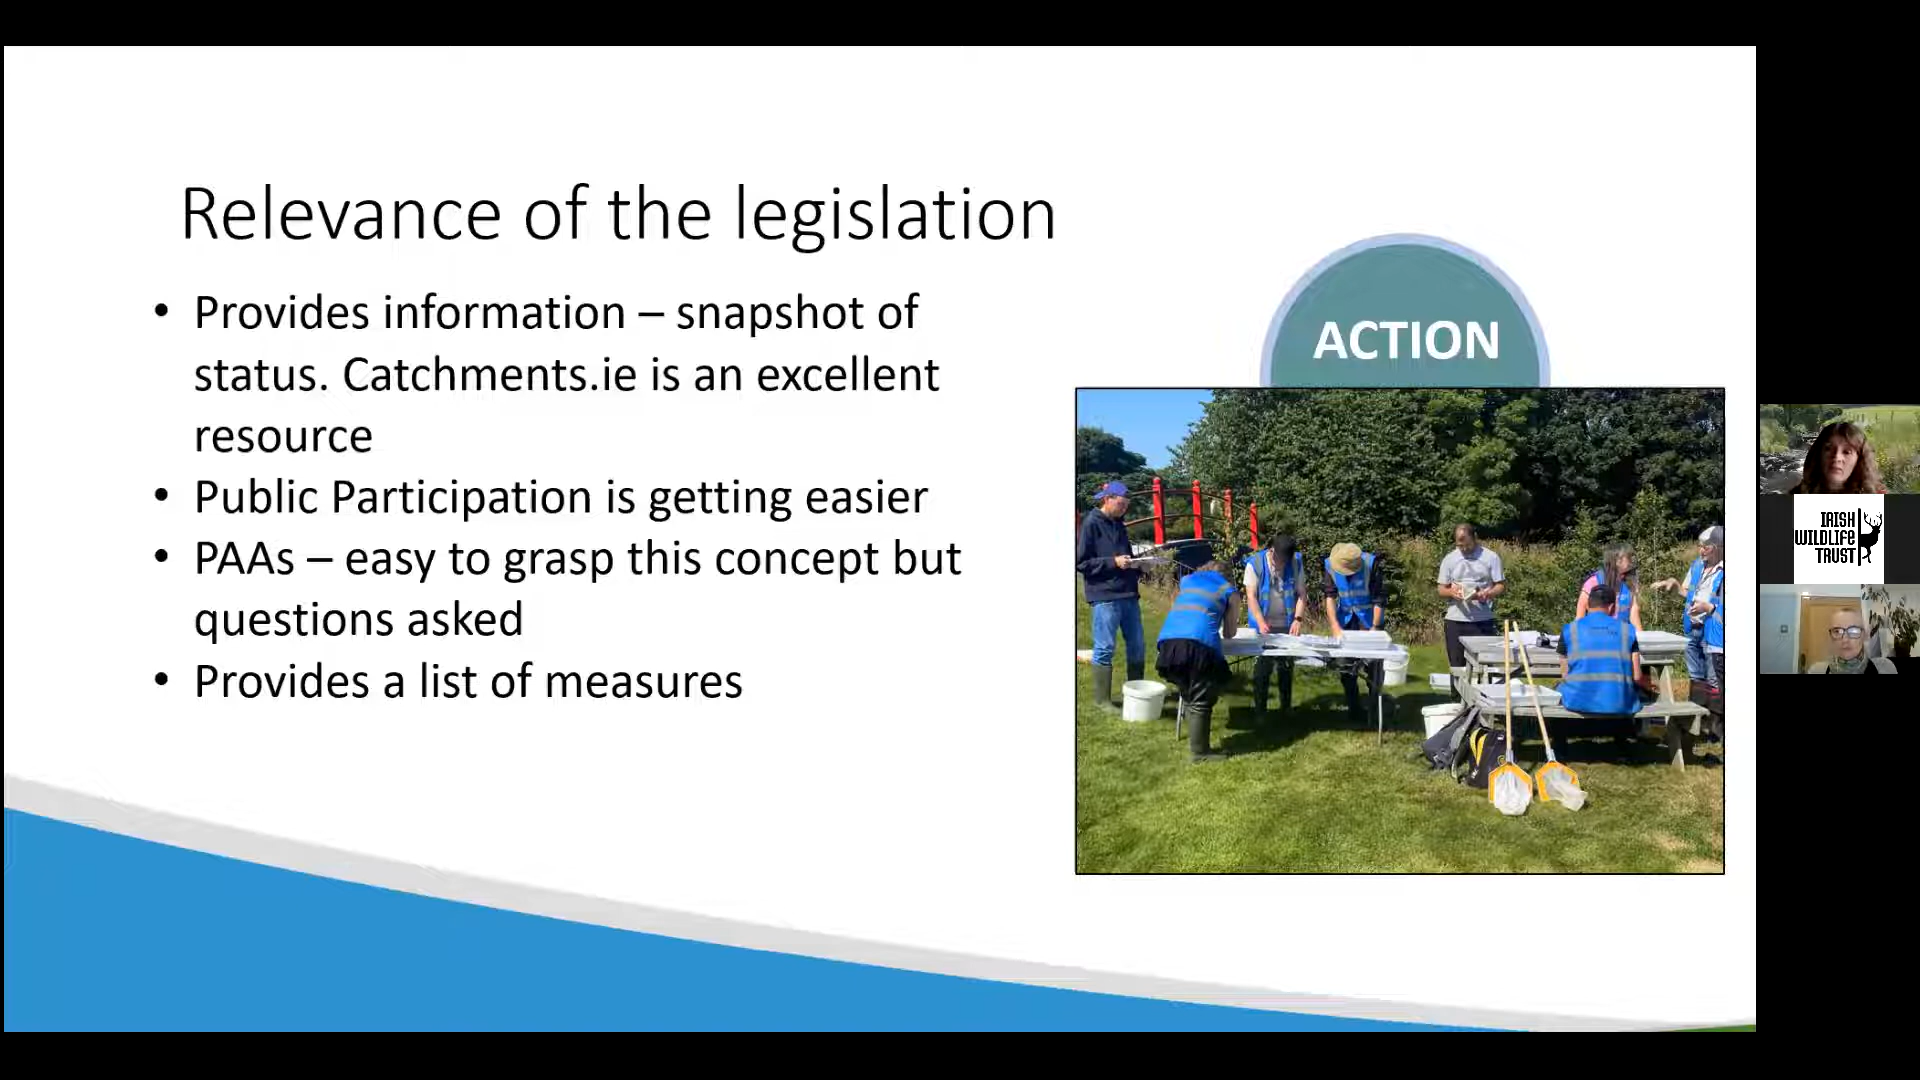 Relevance of the legislation
• Provides information – snapshot of
status. Catchments.ie is an excellent
resource
• Public Participation is getting easier
• PAAs – easy to grasp this concept but
questions asked
• Provides a list of measures
ACTION
IRISH
WILDLIFE
TRUST